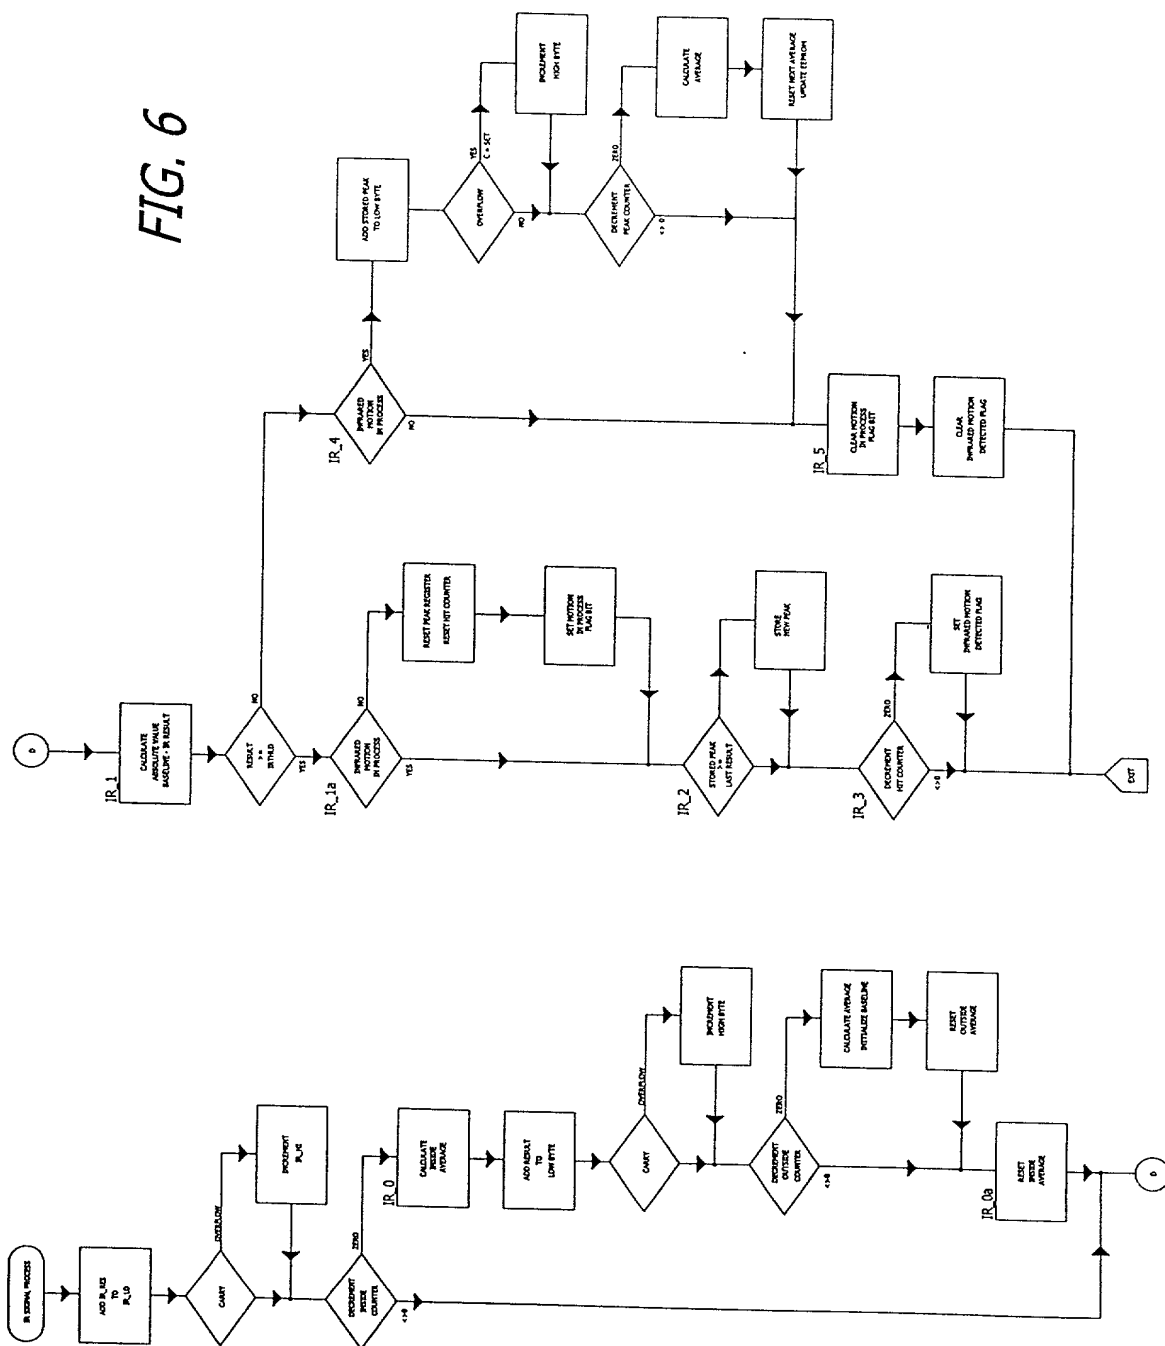 FIG. 6
IR SIGNAL PROCESS
ADD IR_RES
TO
IR_LO
CARRY
OVERFLOW
INCREMENT
IR_HI
DECREMENT
INSIDE
COUNTER
ZERO
<>0
IR_0
CALCULATE
INSIDE
AVERAGE
ADD RESULT
TO
LOW BYTE
CARRY
OVERFLOW
INCREMENT
HIGH BYTE
DECREMENT
OUTSIDE
COUNTER
ZERO
<>0
CALCULATE AVERAGE
INITIALIZE BASELINE
RESET
OUTSIDE
AVERAGE
IR_0a
RESET
INSIDE
AVERAGE
D
D
IR_1
CALCULATE
ABSOLUTE VALUE
BASELINE - IR RESULT
RESULT
>=
IRTHLD
NO
YES
IR_1a
INFRARED
MOTION
IN PROCESS
NO
YES
RESET PEAK REGISTER
RESET HIT COUNTER
SET MOTION
IN PROCESS
FLAG BIT
IR_2
STORED PEAK
>=
LAST RESULT
STORE
NEW PEAK
IR_3
DECREMENT
HIT COUNTER
ZERO
<>0
SET
INFRARED MOTION
DETECTED FLAG
EXIT
IR_4
INFRARED
MOTION
IN PROCESS
YES
NO
ADD STORED PEAK
TO LOW BYTE
OVERFLOW
YES
C = SET
NO
INCREMENT
HIGH BYTE
DECREMENT
PEAK COUNTER
ZERO
<> 0
CALCULATE
AVERAGE
RESET NEXT AVERAGE
UPDATE EEPROM
IR_5
CLEAR MOTION
IN PROCESS
FLAG BIT
CLEAR
INFRARED MOTION
DETECTED FLAG